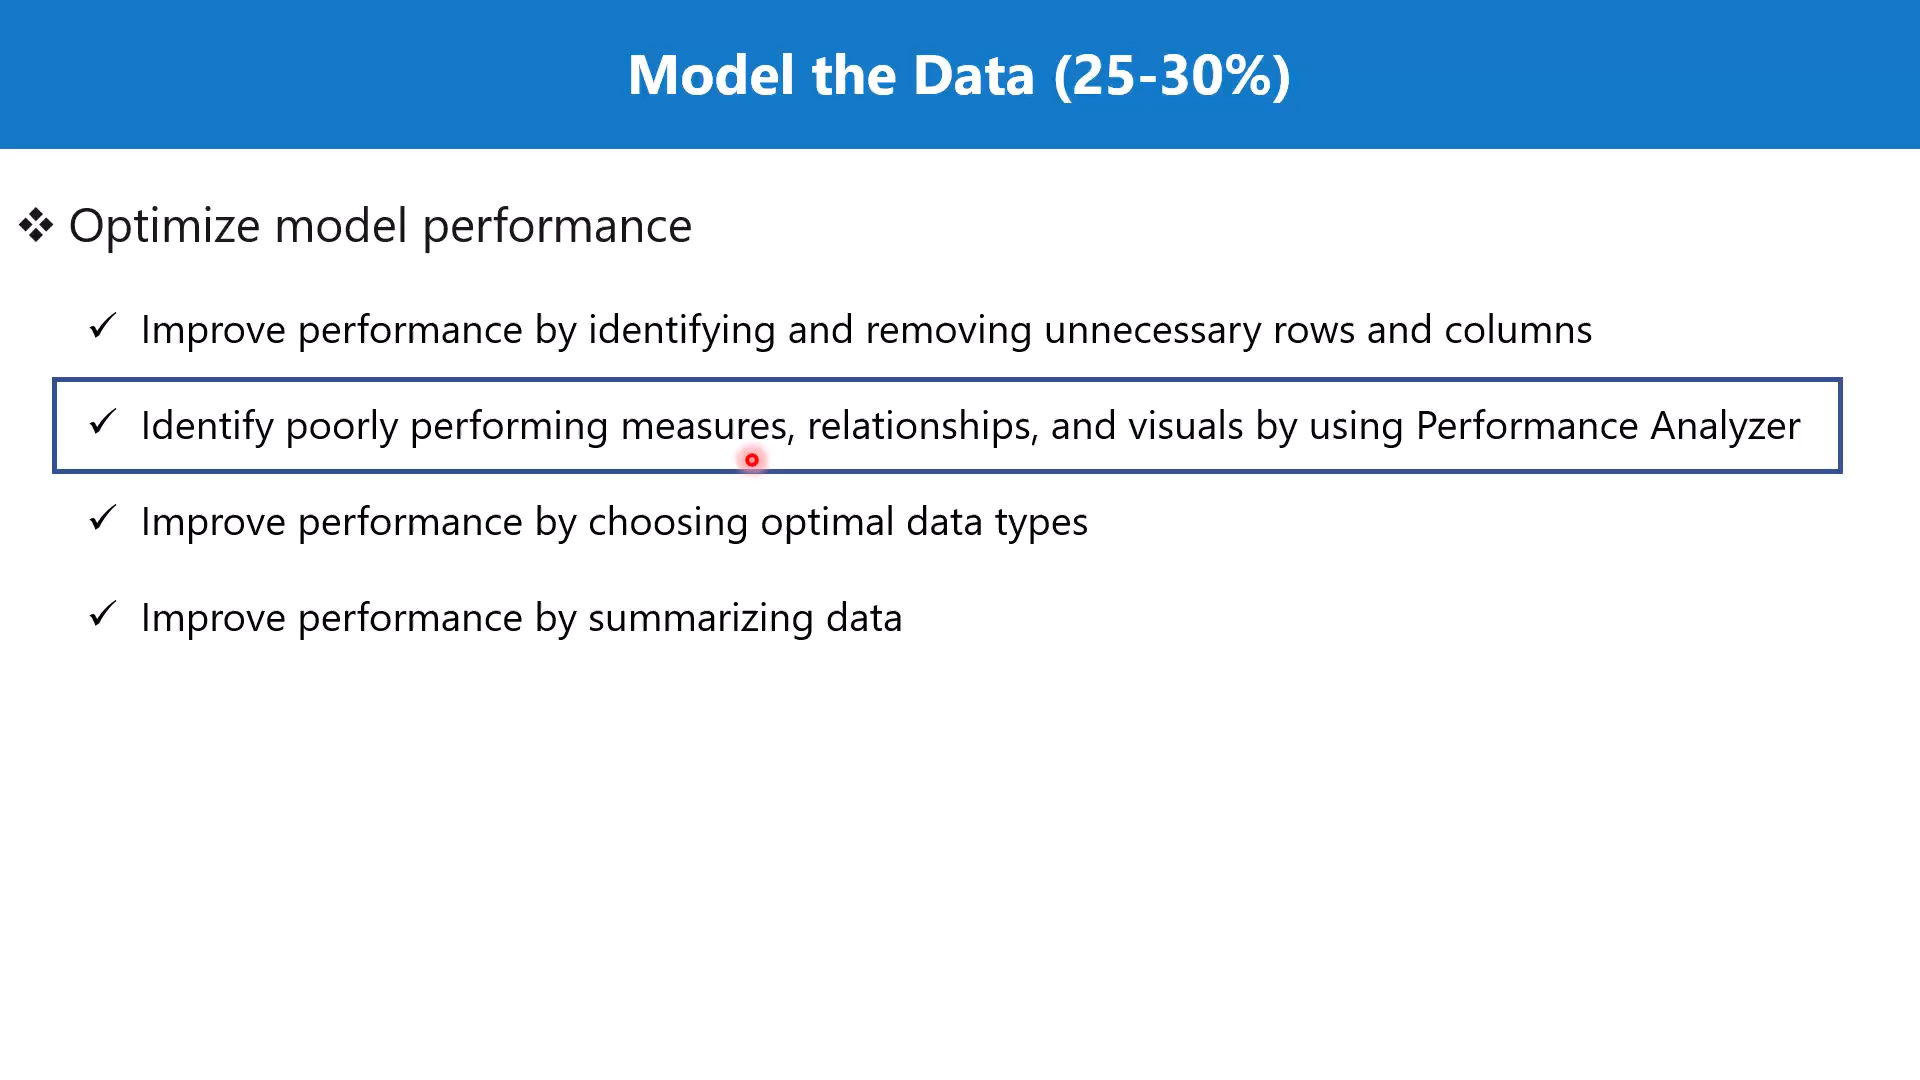 Model the Data (25-30%)
Optimize model performance
Improve performance by identifying and removing unnecessary rows and columns
Identify poorly performing measures, relationships, and visuals by using Performance Analyzer
Improve performance by choosing optimal data types
Improve performance by summarizing data